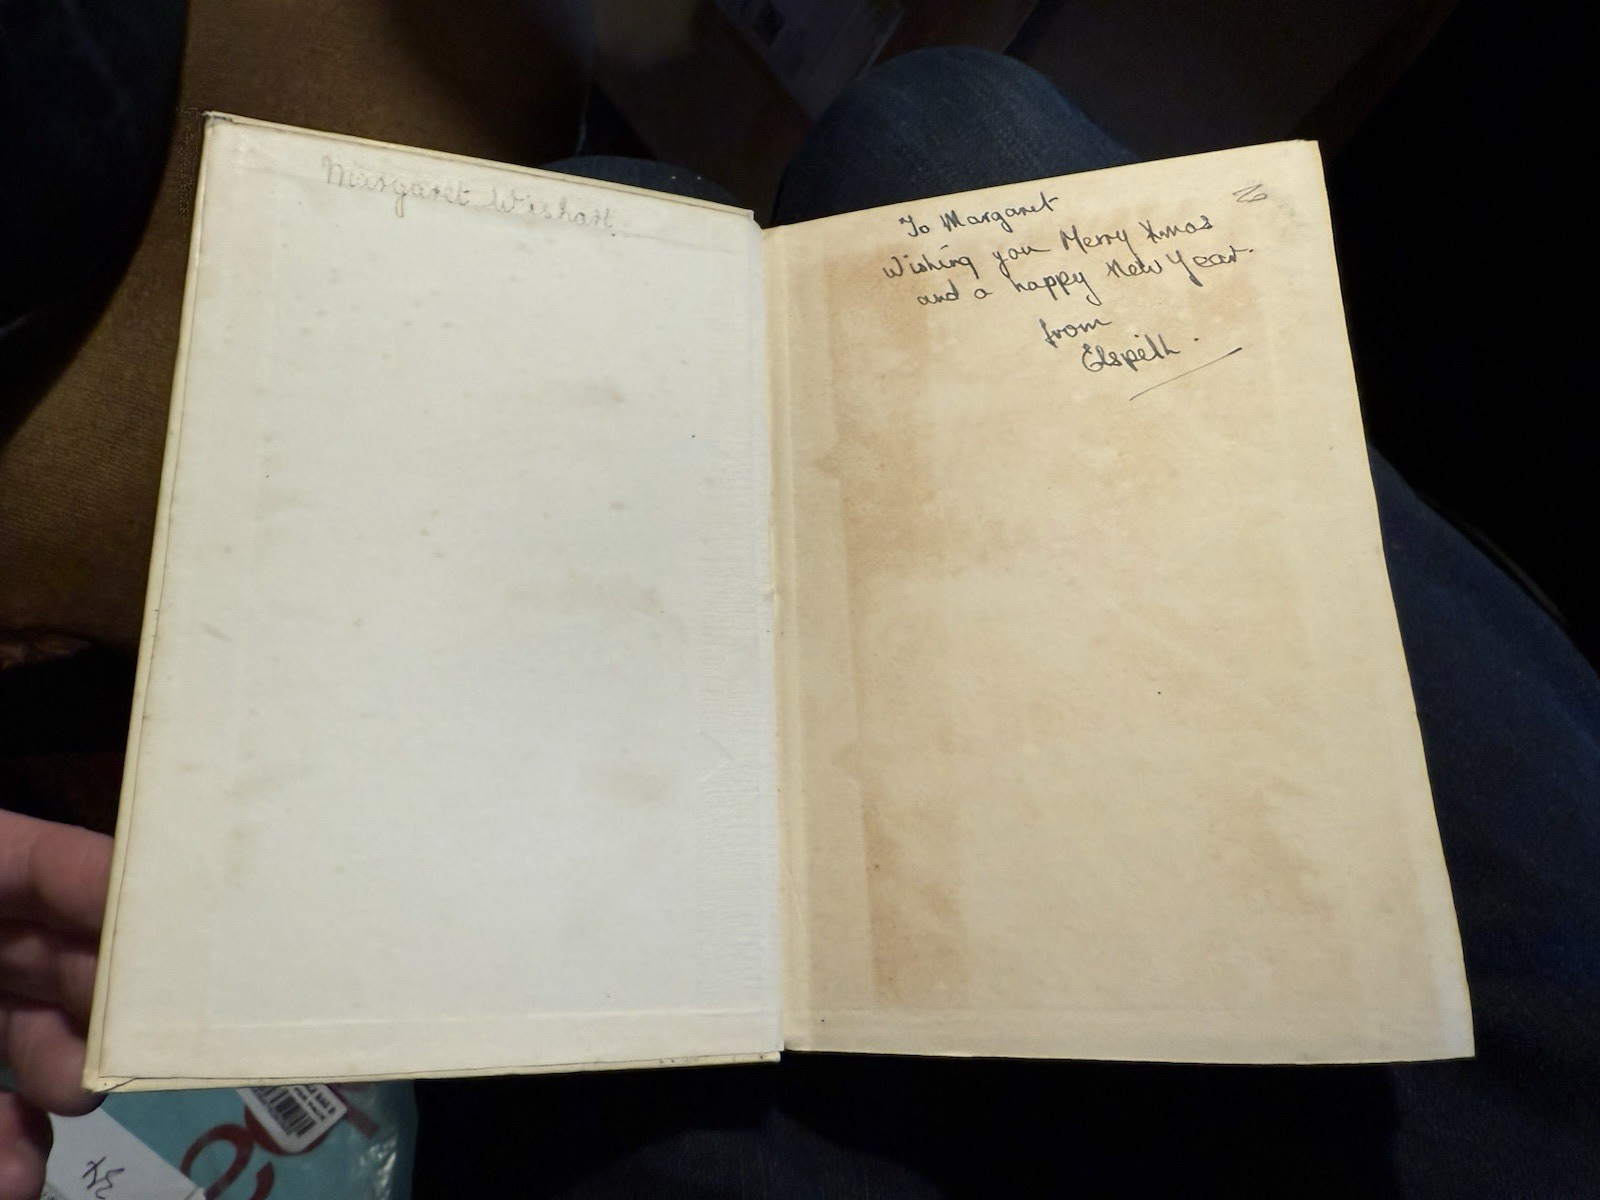 Margaret Wishart
To Margaret
Wishing you Merry Xmas
and a happy New Year.
from
Elspeth.